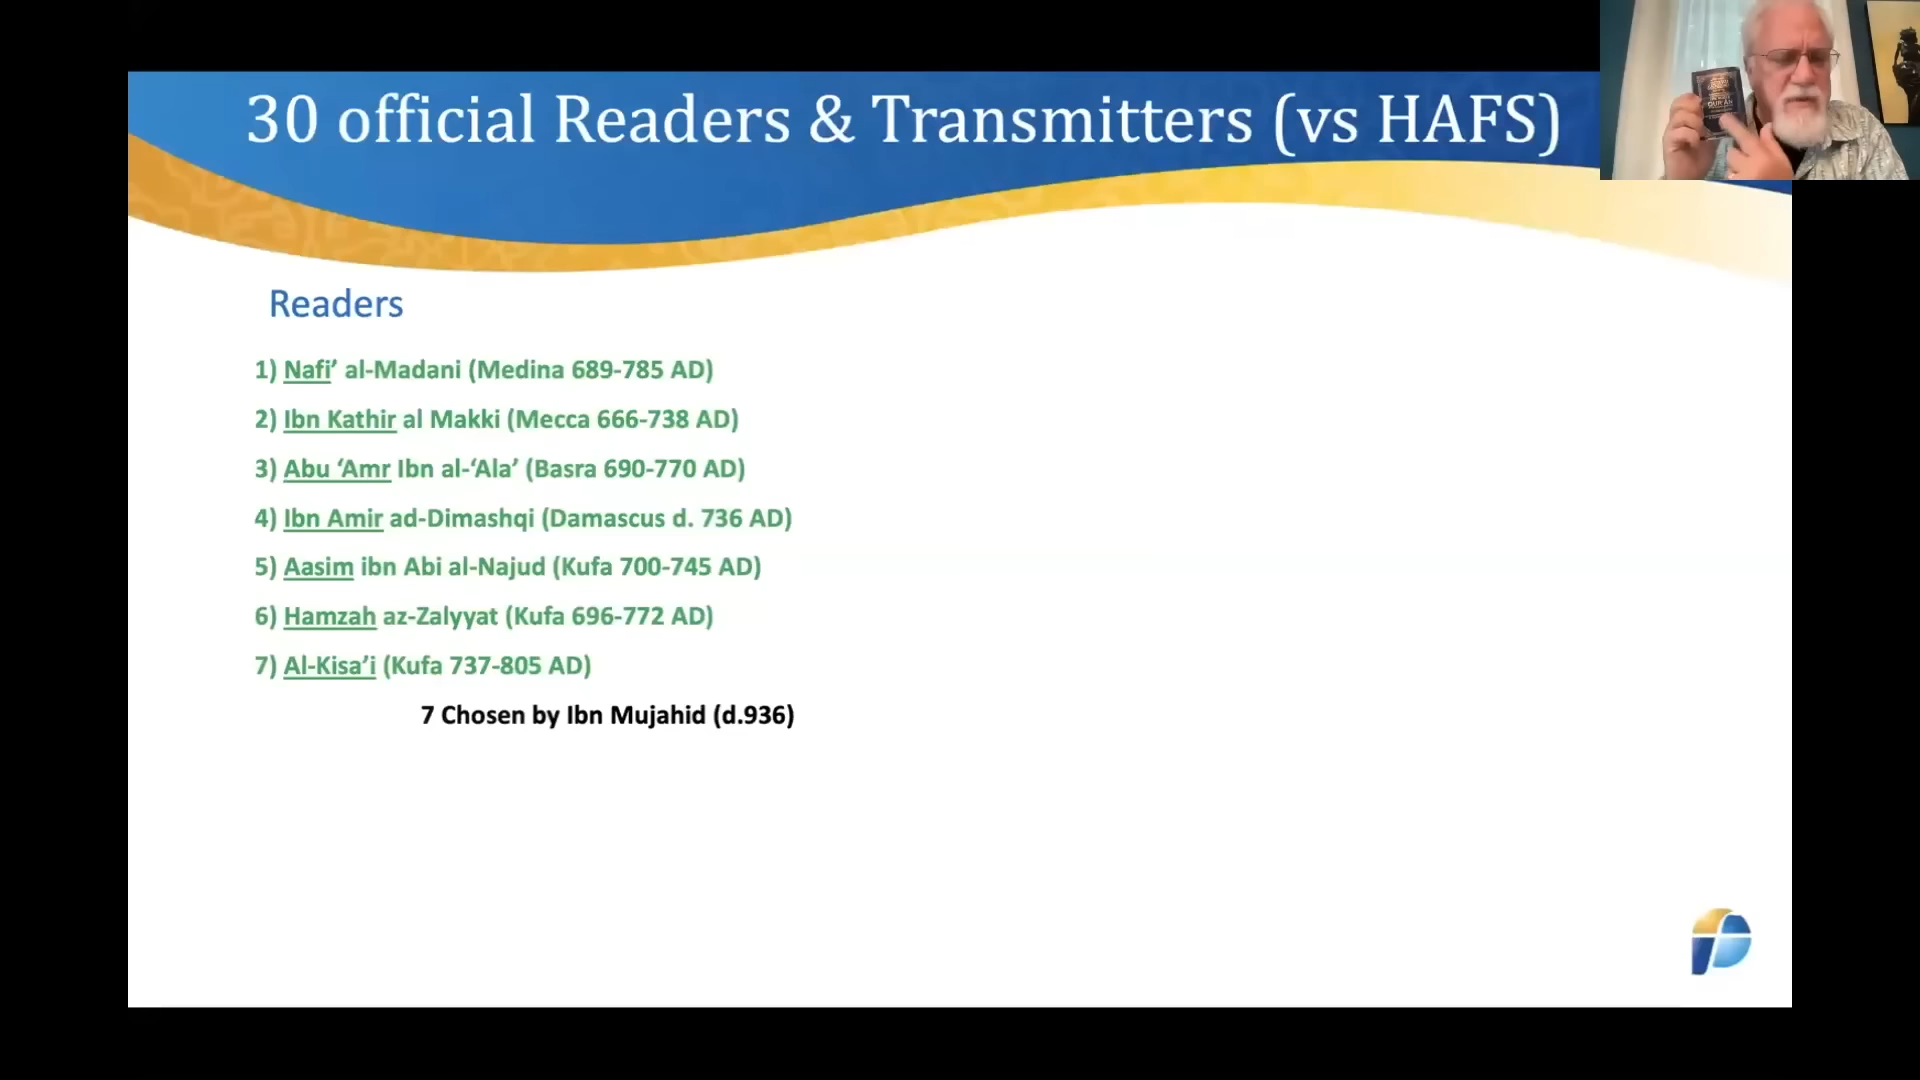 30 official Readers & Transmitters (vs HAFS)
QUR'AN
Readers
1) Nafi’ al-Madani (Medina 689-785 AD)
2) Ibn Kathir al Makki (Mecca 666-738 AD)
3) Abu ‘Amr Ibn al-‘Ala’ (Basra 690-770 AD)
4) Ibn Amir ad-Dimashqi (Damascus d. 736 AD)
5) Aasim ibn Abi al-Najud (Kufa 700-745 AD)
6) Hamzah az-Zalyyat (Kufa 696-772 AD)
7) Al-Kisa’i (Kufa 737-805 AD)
7 Chosen by Ibn Mujahid (d.936)